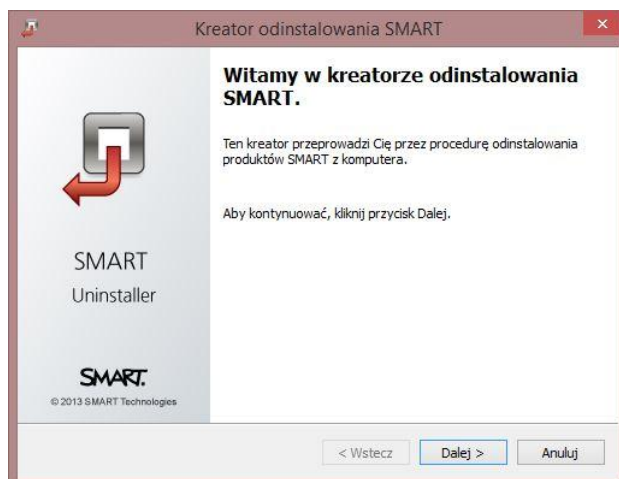 Kreator odinstalowania SMART
Witamy w kreatorze odinstalowania
SMART.
Ten kreator przeprowadzi Cię przez procedurę odinstalowania
produktów SMART z komputera.
Aby kontynuować, kliknij przycisk Dalej.
SMART
Uninstaller
SMART.
© 2013 SMART Technologies
< Wstecz
Dalej >
Anuluj